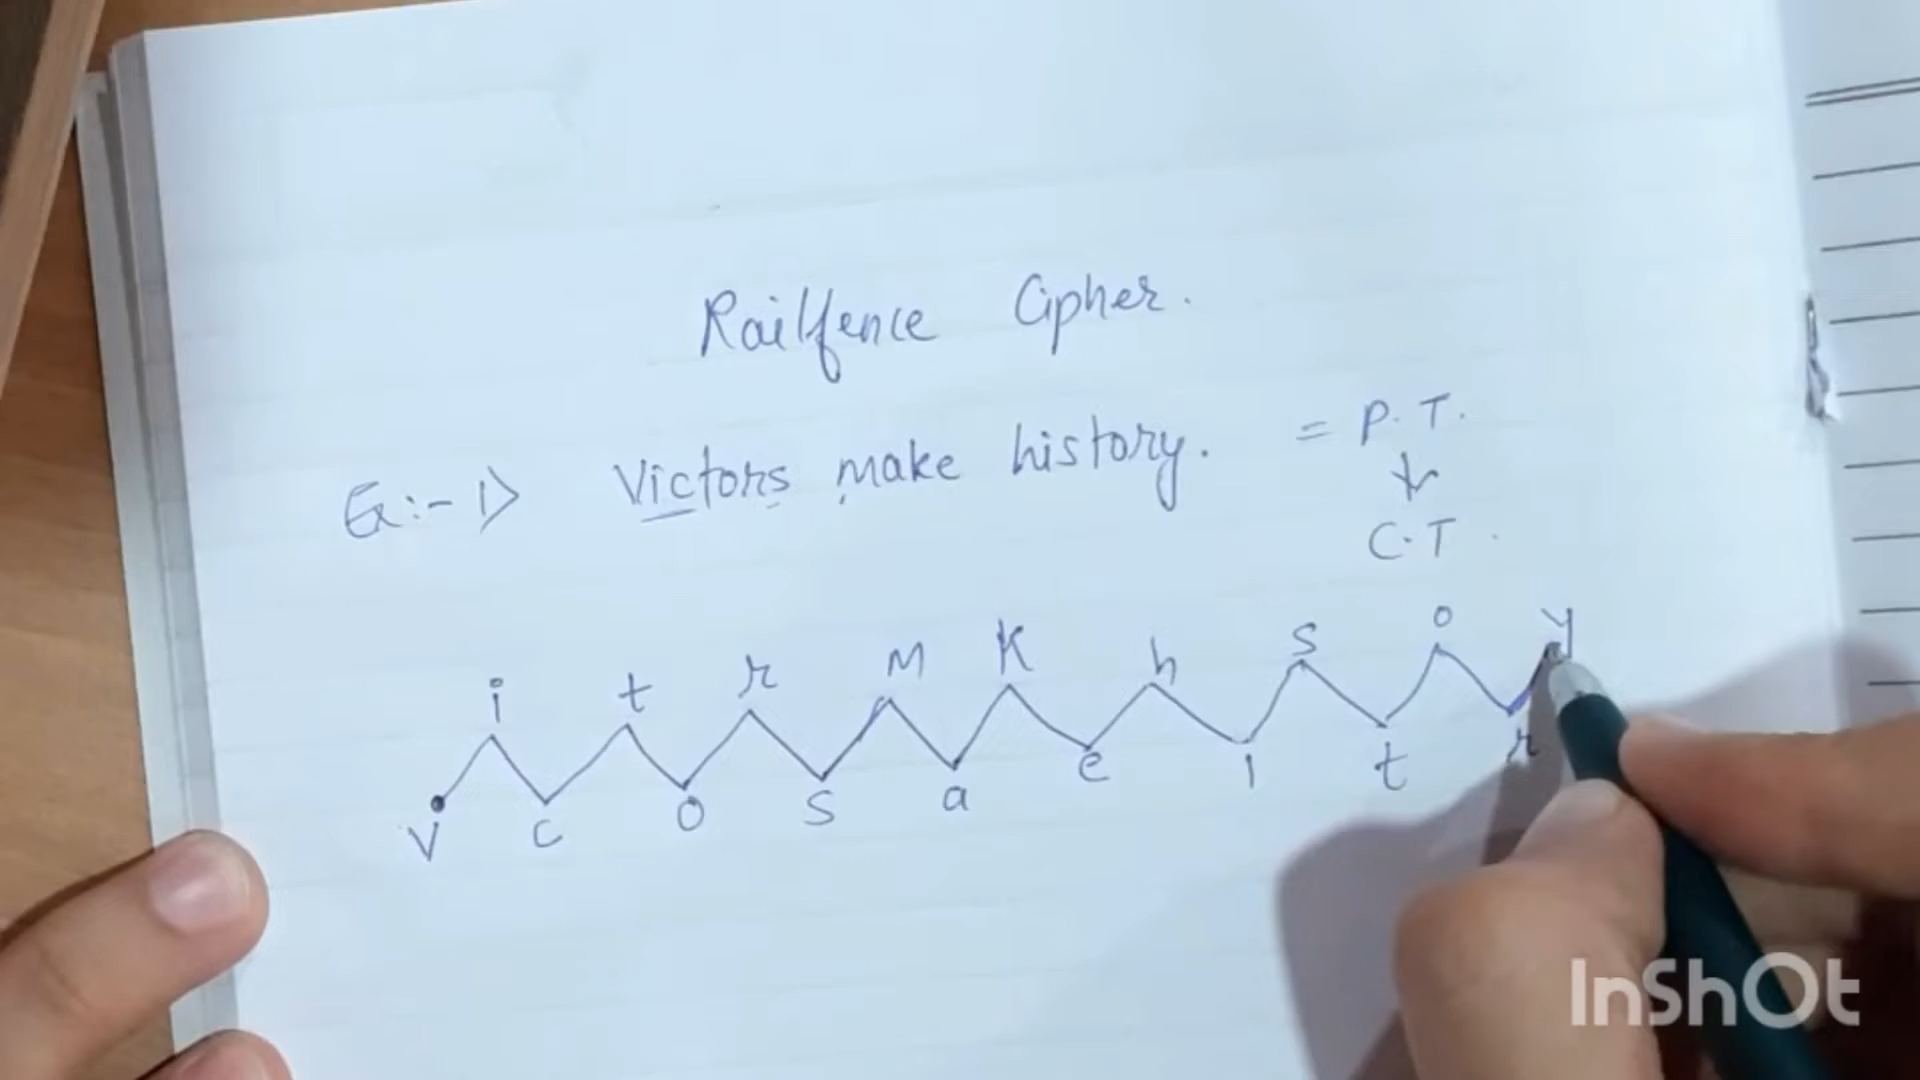 Railfence Cipher.
Ex:- 1> Victors make history. = P.T.
C.T.
i t r M K h s o y
V c o s a e i t r
InShOt